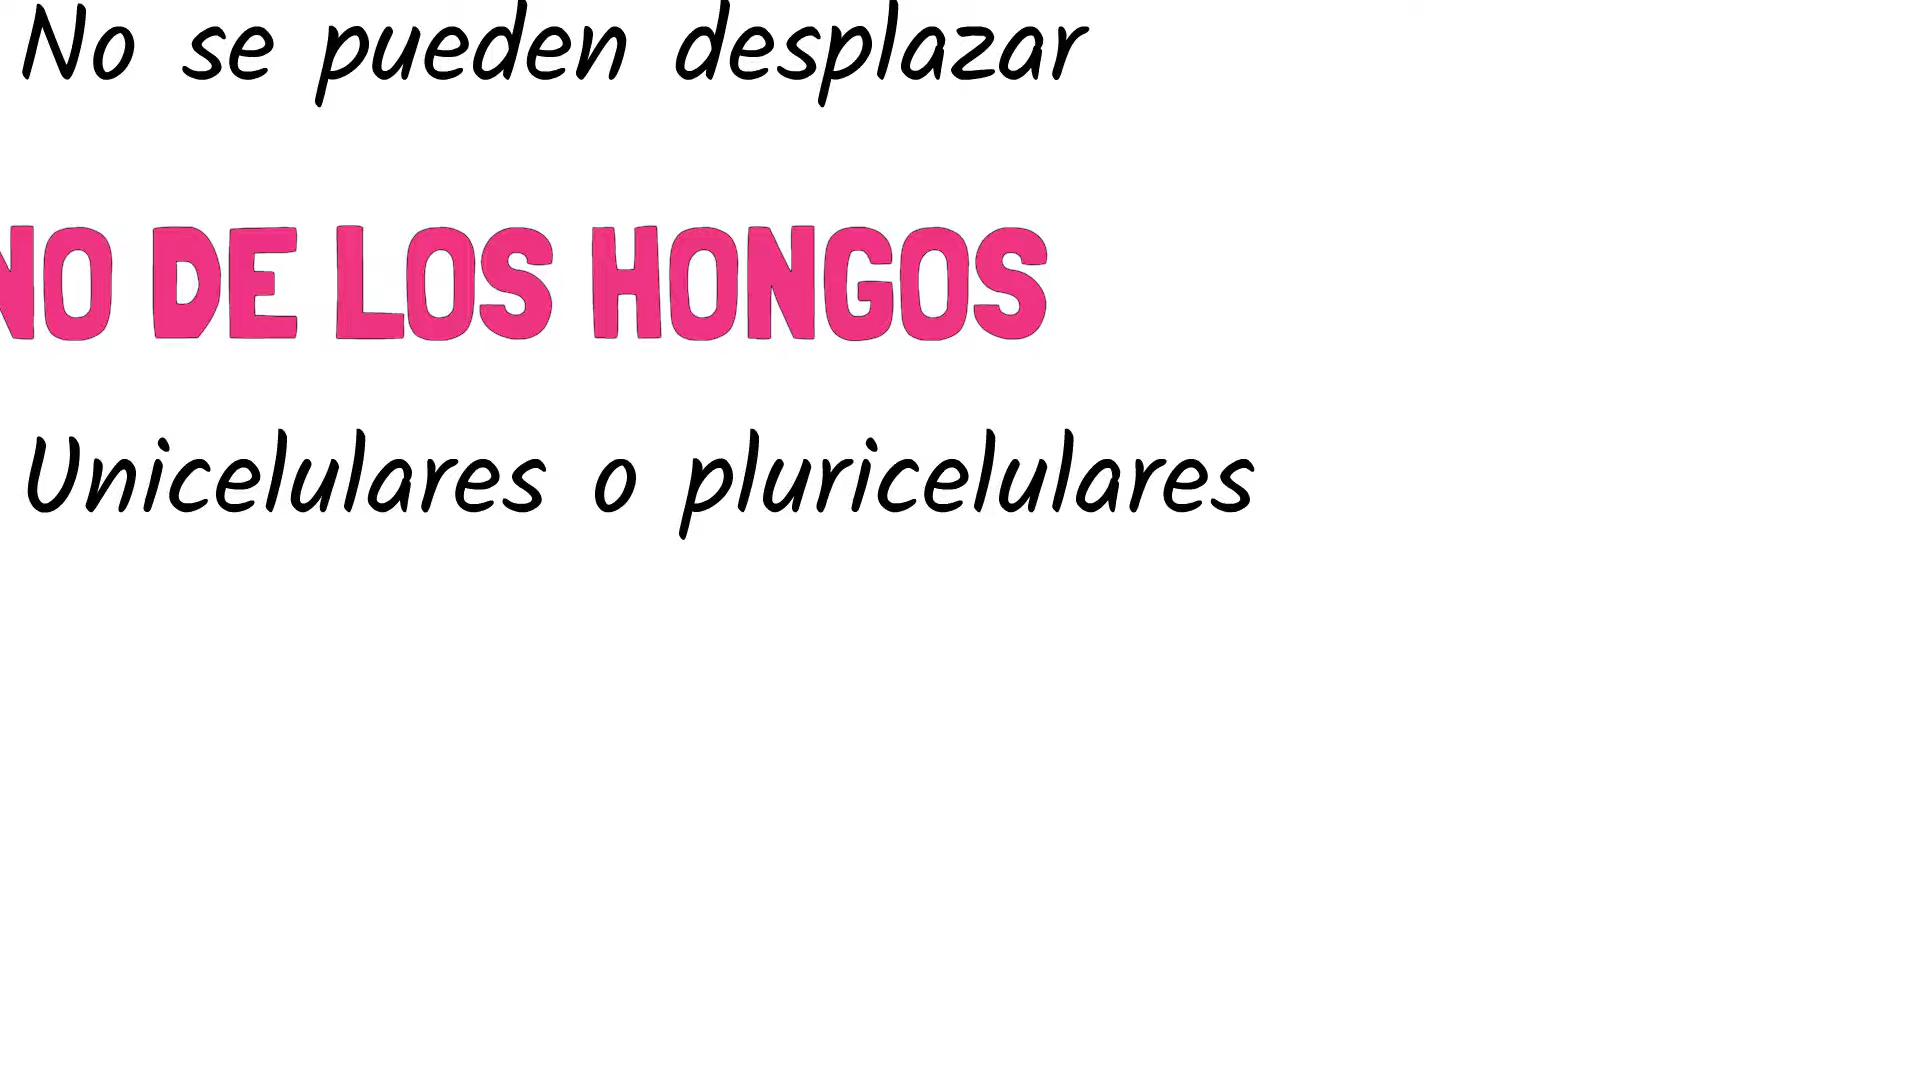 No se pueden desplazar
NO DE LOS HONGOS
Unicelulares o pluricelulares